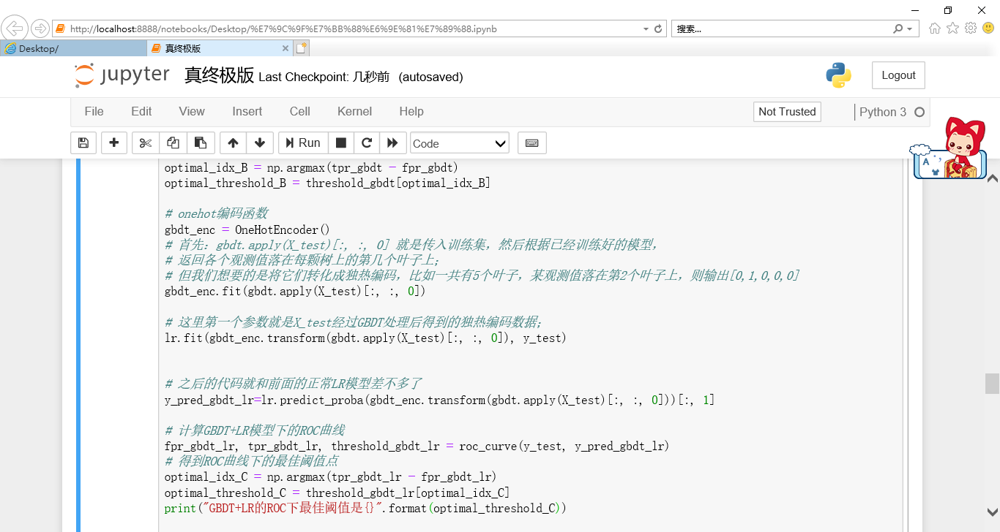 http://localhost:8888/notebooks/Desktop/%E7%9C%9F%E7%BB%88%E6%9E%81%E7%89%88.ipynb
搜索...
Desktop/
真终极版
jupyter 真终极版 Last Checkpoint: 几秒前 (autosaved)
Logout
File Edit View Insert Cell Kernel Help
Not Trusted
Python 3
Run
Code
A
optimal_idx_B = np.argmax(tpr_gbdt - fpr_gbdt)
optimal_threshold_B = threshold_gbdt[optimal_idx_B]
# onehot编码函数
gbdt_enc = OneHotEncoder()
# 首先：gbdt.apply(X_test)[:, :, 0] 就是传入训练集，然后根据已经训练好的模型，
# 返回各个观测值落在每颗树上的第几个叶子上；
# 但我们想要的是将它们转化成独热编码，比如一共有5个叶子，某观测值落在第2个叶子上，则输出[0,1,0,0,0]
gbdt_enc.fit(gbdt.apply(X_test)[:, :, 0])
# 这里第一个参数就是X_test经过GBDT处理后得到的独热编码数据；
lr.fit(gbdt_enc.transform(gbdt.apply(X_test)[:, :, 0]), y_test)
# 之后的代码就和前面的正常LR模型差不多了
y_pred_gbdt_lr=lr.predict_proba(gbdt_enc.transform(gbdt.apply(X_test)[:, :, 0]))[:, 1]
# 计算GBDT+LR模型下的ROC曲线
fpr_gbdt_lr, tpr_gbdt_lr, threshold_gbdt_lr = roc_curve(y_test, y_pred_gbdt_lr)
# 得到ROC曲线下的最佳阈值点
optimal_idx_C = np.argmax(tpr_gbdt_lr - fpr_gbdt_lr)
optimal_threshold_C = threshold_gbdt_lr[optimal_idx_C]
print("GBDT+LR的ROC下最佳阈值是{}".format(optimal_threshold_C))